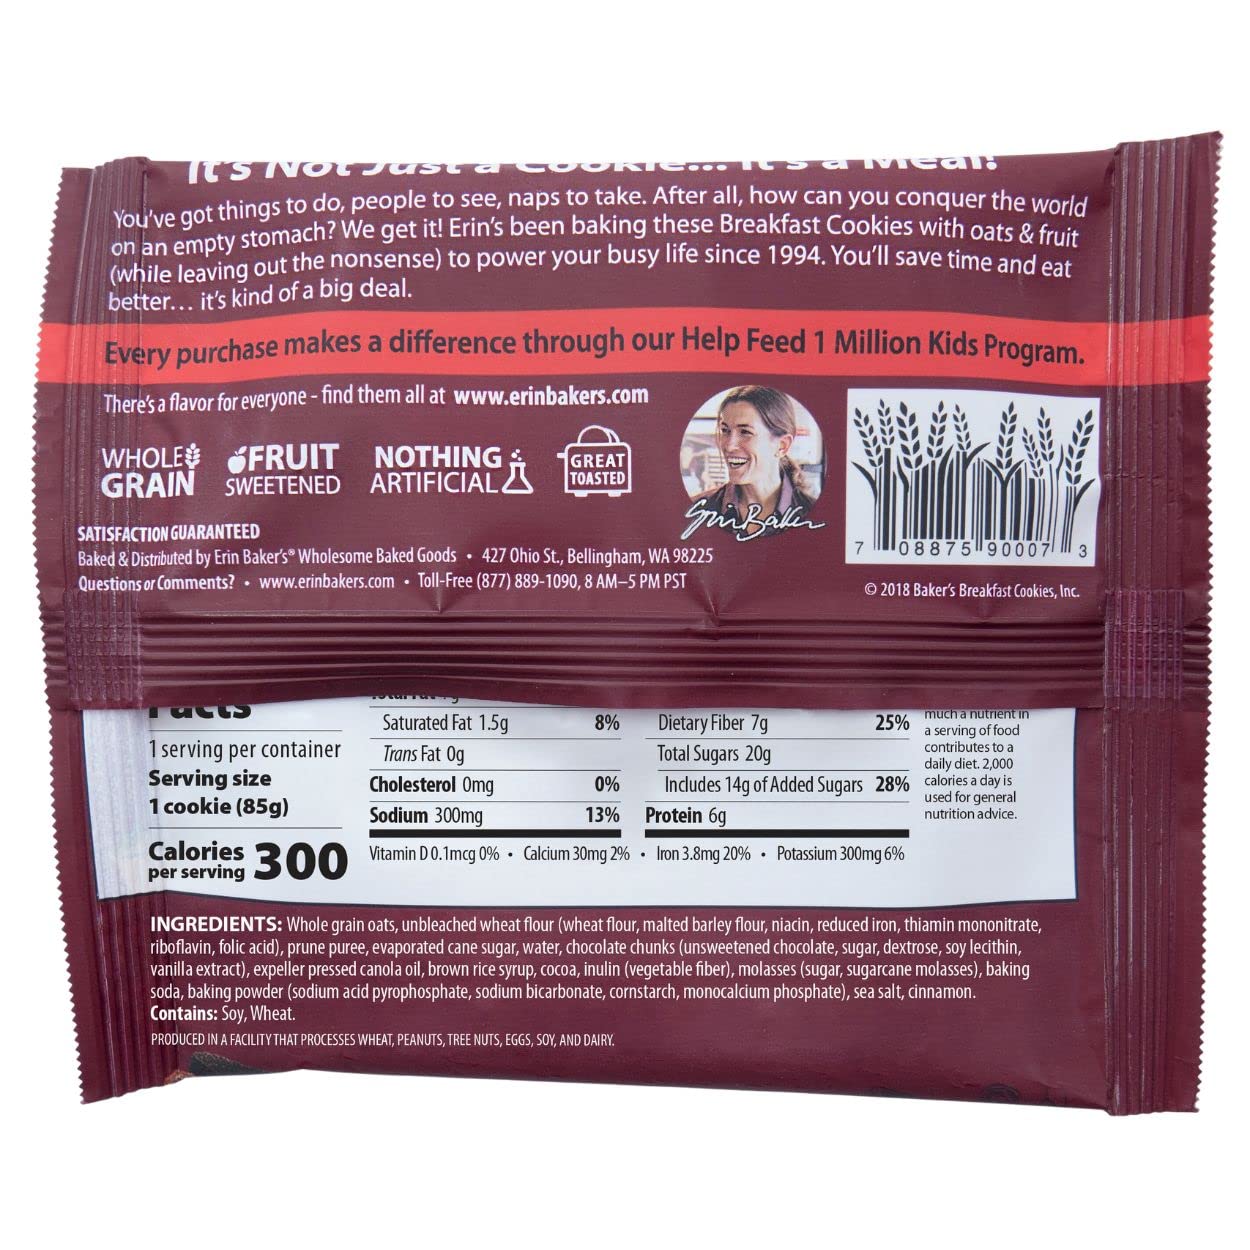 It's Not Just a Cookie... It's a Meal!
You've got things to do, people to see, naps to take. After all, how can you conquer the world
on an empty stomach? We get it! Erin's been baking these Breakfast Cookies with oats & fruit
(while leaving out the nonsense) to power your busy life since 1994. You'll save time and eat
better... it's kind of a big deal.
Every purchase makes a difference through our Help Feed 1 Million Kids Program.
There's a flavor for everyone - find them all at www.erinbakers.com
WHOLE
GRAIN
FRUIT
SWEETENED
NOTHING
ARTIFICIAL
GREAT
TOASTED
Erin Baker
7 08875 90007 3
SATISFACTION GUARANTEED
Baked & Distributed by Erin Baker's® Wholesome Baked Goods • 427 Ohio St., Bellingham, WA 98225
Questions or Comments? • www.erinbakers.com • Toll-Free (877) 889-1090, 8 AM–5 PM PST
© 2018 Baker's Breakfast Cookies, Inc.
Facts
1 serving per container
Serving size
1 cookie (85g)
Calories
per serving 300
Saturated Fat 1.5g 8%
Trans Fat 0g
Cholesterol 0mg 0%
Sodium 300mg 13%
Dietary Fiber 7g 25%
Total Sugars 20g
Includes 14g of Added Sugars 28%
Protein 6g
Vitamin D 0.1mcg 0% • Calcium 30mg 2% • Iron 3.8mg 20% • Potassium 300mg 6%
much a nutrient in
a serving of food
contributes to a
daily diet. 2,000
calories a day is
used for general
nutrition advice.
INGREDIENTS: Whole grain oats, unbleached wheat flour (wheat flour, malted barley flour, niacin, reduced iron, thiamin mononitrate,
riboflavin, folic acid), prune puree, evaporated cane sugar, water, chocolate chunks (unsweetened chocolate, sugar, dextrose, soy lecithin,
vanilla extract), expeller pressed canola oil, brown rice syrup, cocoa, inulin (vegetable fiber), molasses (sugar, sugarcane molasses), baking
soda, baking powder (sodium acid pyrophosphate, sodium bicarbonate, cornstarch, monocalcium phosphate), sea salt, cinnamon.
Contains: Soy, Wheat.
PRODUCED IN A FACILITY THAT PROCESSES WHEAT, PEANUTS, TREE NUTS, EGGS, SOY, AND DAIRY.